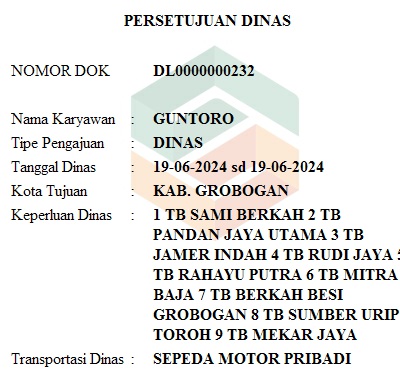 PERSETUJUAN DINAS
NOMOR DOK DL0000000232
Nama Karyawan : GUNTORO
Tipe Pengajuan : DINAS
Tanggal Dinas : 19-06-2024 sd 19-06-2024
Kota Tujuan : KAB. GROBOGAN
Keperluan Dinas : 1 TB SAMI BERKAH 2 TB
PANDAN JAYA UTAMA 3 TB
JAMER INDAH 4 TB RUDI JAYA 5
TB RAHAYU PUTRA 6 TB MITRA
BAJA 7 TB BERKAH BESI
GROBOGAN 8 TB SUMBER URIP
TOROH 9 TB MEKAR JAYA
Transportasi Dinas : SEPEDA MOTOR PRIBADI